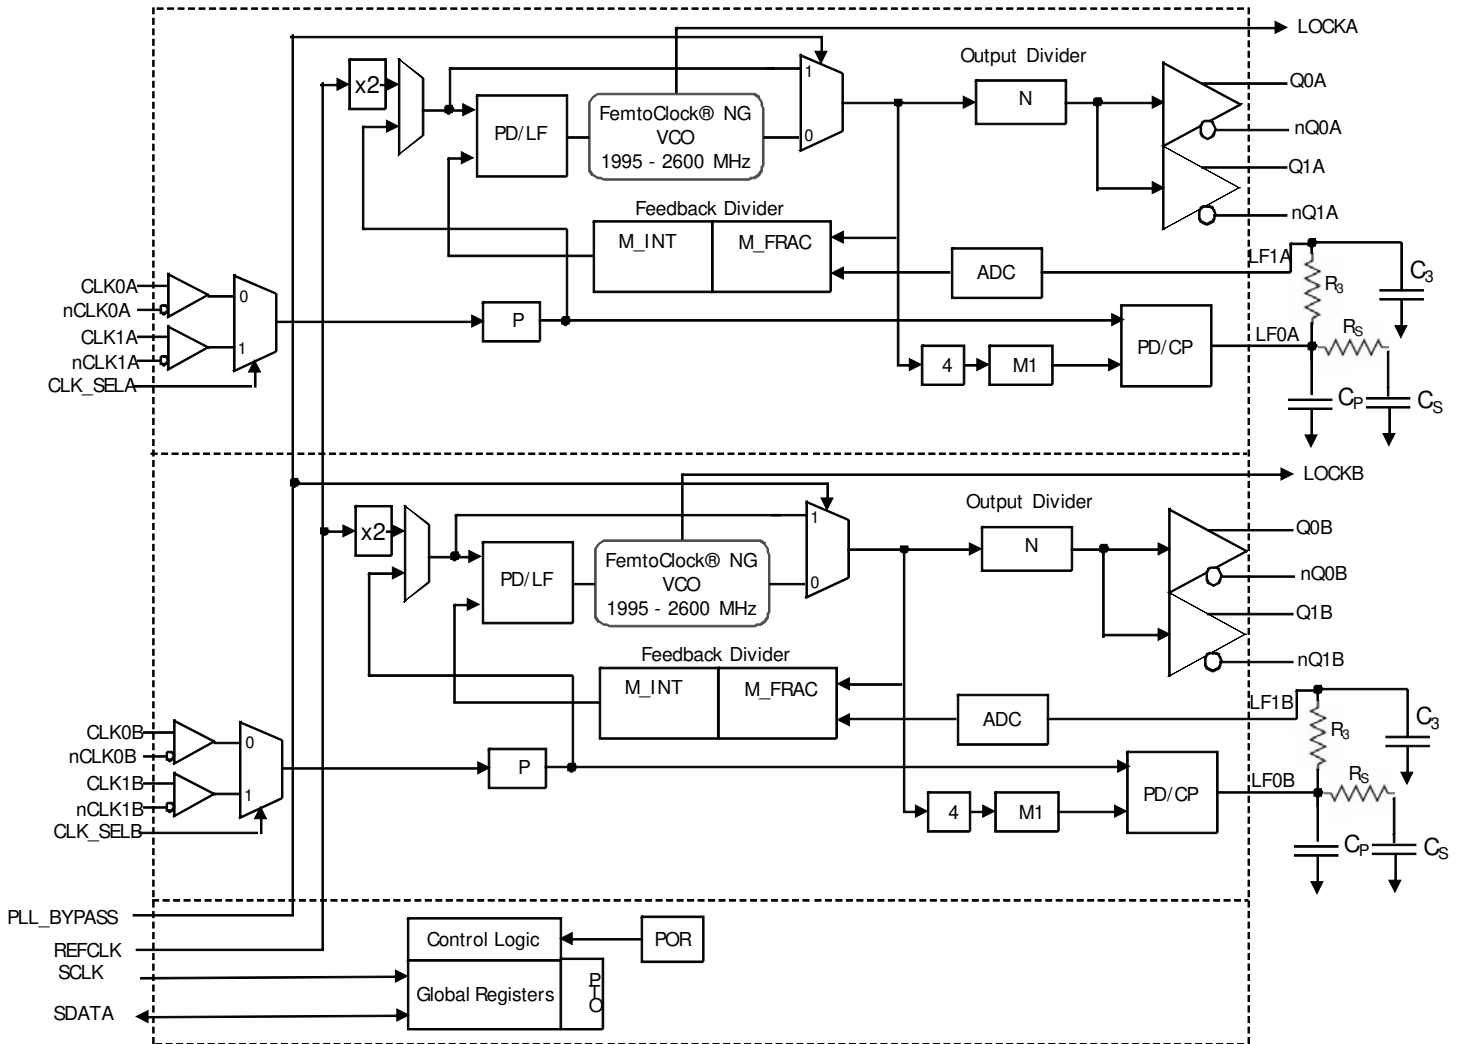 LOCKA
Output Divider
x2
1
Q0A
N
FemtoClock® NG
VCO
1995 - 2600 MHz
PD/LF
0
nQ0A
Q1A
Feedback Divider
nQ1A
M_INT
M_FRAC
LF1A
ADC
C3
R3
CLK0A
0
nCLK0A
P
CLK1A
1
nCLK1A
LF0A
RS
PD/CP
4
M1
CLK_SELA
CP
CS
LOCKB
Output Divider
x2
1
Q0B
N
FemtoClock® NG
VCO
1995 - 2600 MHz
PD/LF
0
nQ0B
Q1B
Feedback Divider
nQ1B
M_INT
M_FRAC
LF1B
ADC
C3
R3
CLK0B
0
nCLK0B
P
CLK1B
1
nCLK1B
LF0B
RS
PD/CP
4
M1
CLK_SELB
CP
CS
PLL_BYPASS
REFCLK
Control Logic
POR
SCLK
Global Registers
OTP
SDATA